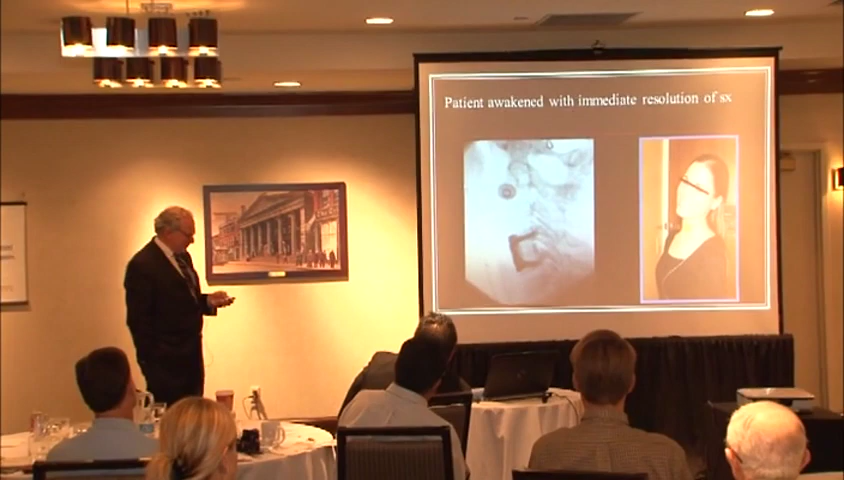 Patient awakened with immediate resolution of sx